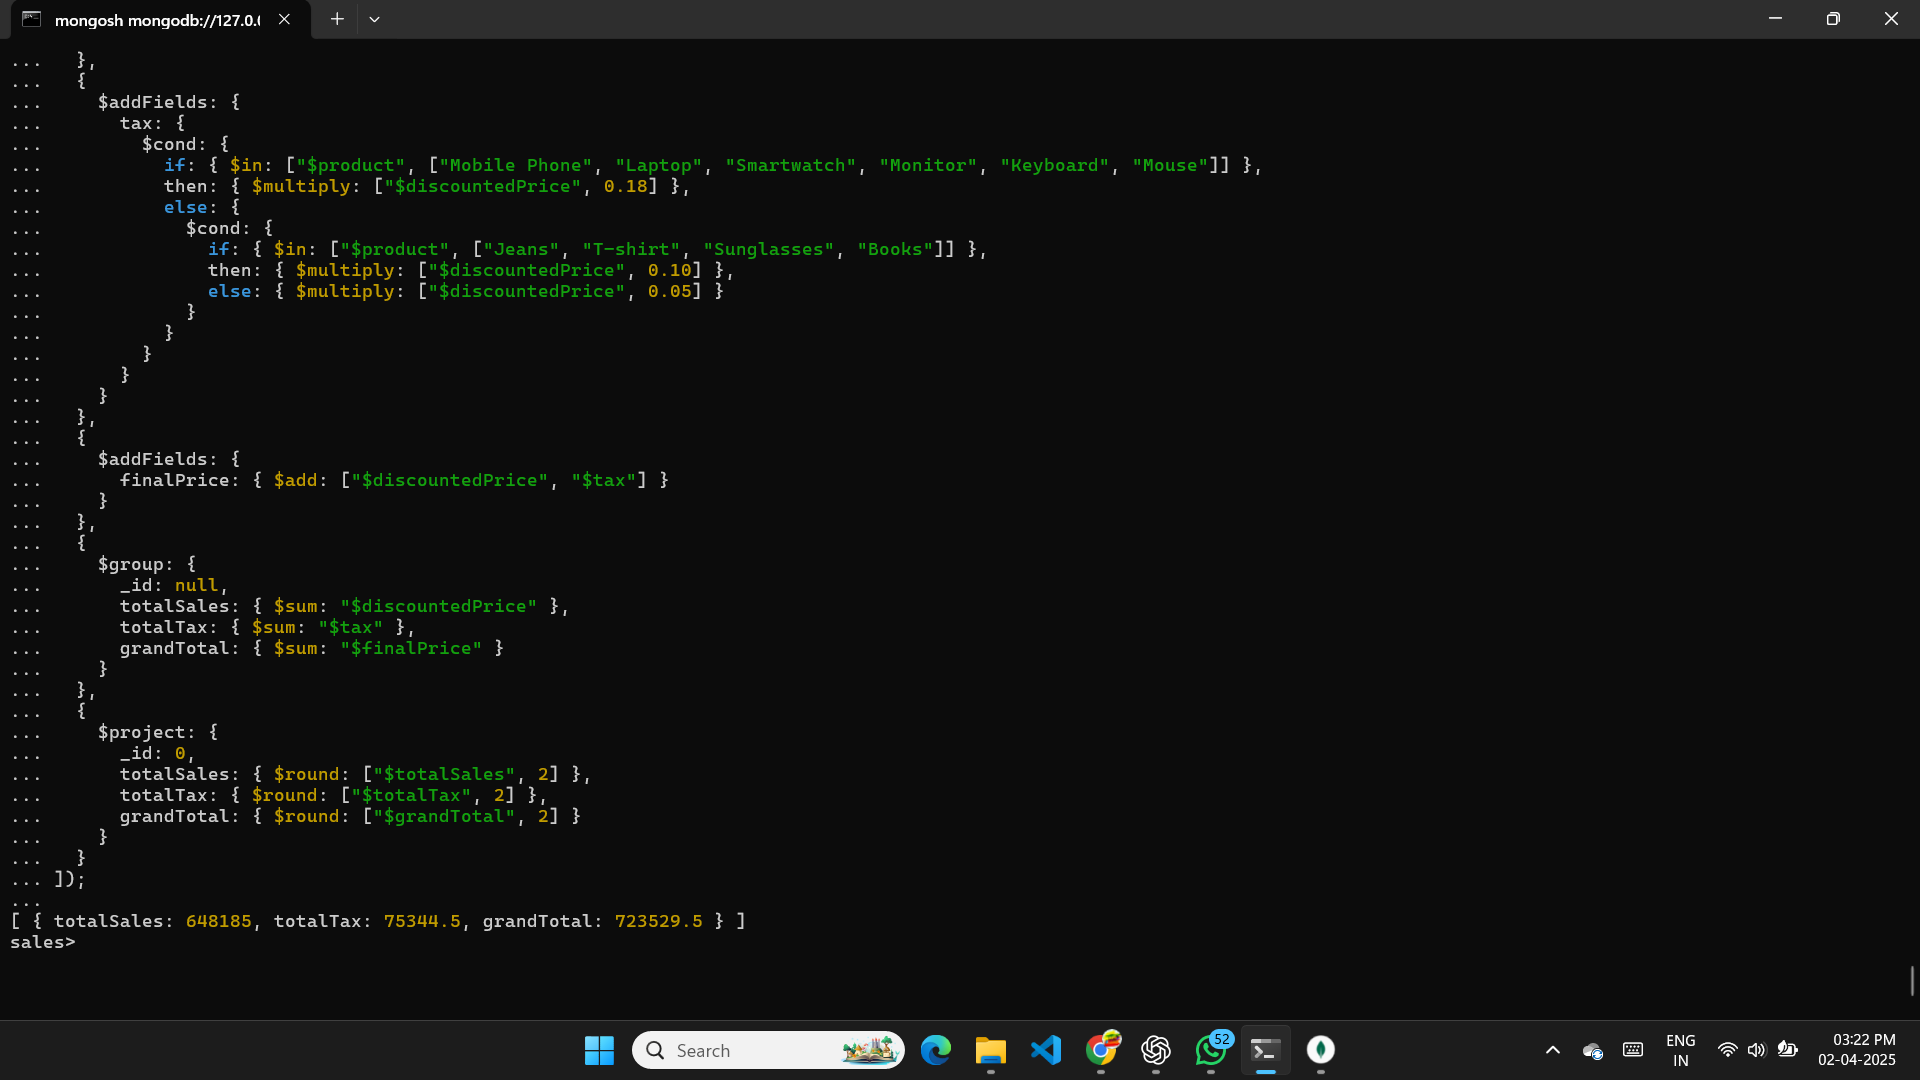 mongosh mongodb://127.0.0
...   },
...   {
...     $addFields: {
...       tax: {
...         $cond: {
...           if: { $in: ["$product", ["Mobile Phone","Laptop", "Smartwatch", "Monitor", "Keyboard", "Mouse"]] },
...           then: { $multiply: ["$discountedPrice", 0.18] },
...           else: {
...             $cond: {
...               if: { $in: ["$product", ["Jeans", "T-shirt", "Sunglasses", "Books"]] },
...               then: { $multiply: ["$discountedPrice", 0.10] },
...               else: { $multiply: ["$discountedPrice", 0.05] }
...             }
...           }
...         }
...       }
...     }
...   },
...   {
...     $addFields: {
...       finalPrice: { $add: ["$discountedPrice", "$tax"] }
...     }
...   },
...   {
...     $group: {
...       _id: null,
...       totalSales: { $sum: "$discountedPrice" },
...       totalTax: { $sum: "$tax" },
...       grandTotal: { $sum: "$finalPrice" }
...     }
...   },
...   {
...     $project: {
...       _id: 0,
...       totalSales: { $round: ["$totalSales", 2] },
...       totalTax: { $round: ["$totalTax", 2] },
...       grandTotal: { $round: ["$grandTotal", 2] }
...     }
...   }
... ]);
...
[ { totalSales: 648185, totalTax: 75344.5, grandTotal: 723529.5 } ]
sales>
Search
52
ENG
IN
03:22 PM
02-04-2025